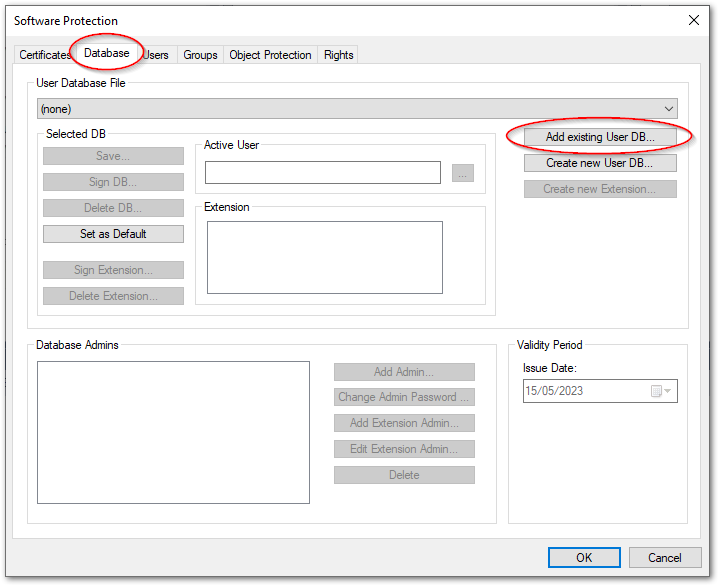 Software Protection
Certificates Database Users Groups Object Protection Rights
User Database File
(none)
Selected DB
Save...
Sign DB...
Delete DB...
Set as Default
Sign Extension...
Delete Extension...
Active User
...
Extension
Add existing User DB...
Create new User DB...
Create new Extension...
Database Admins
Add Admin...
Change Admin Password ...
Add Extension Admin...
Edit Extension Admin...
Delete
Validity Period
Issue Date:
15/05/2023
OK Cancel